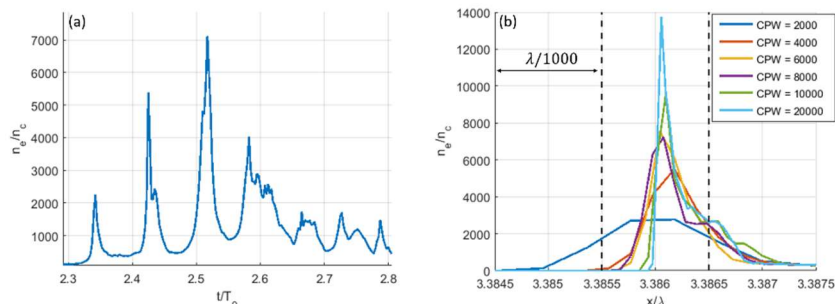 (a)
7000
6000
5000
4000
3000
2000
1000
n_e/n_c
2.3 2.4 2.5 2.6 2.7 2.8
(b)
14000
12000
10000
8000
6000
4000
2000
0
n_e/n_c
λ/1000
CPW = 2000
CPW = 4000
CPW = 6000
CPW = 8000
CPW = 10000
CPW = 20000
3.3845 3.385 3.3855 3.386 3.3865 3.387 3.3875
x/λ